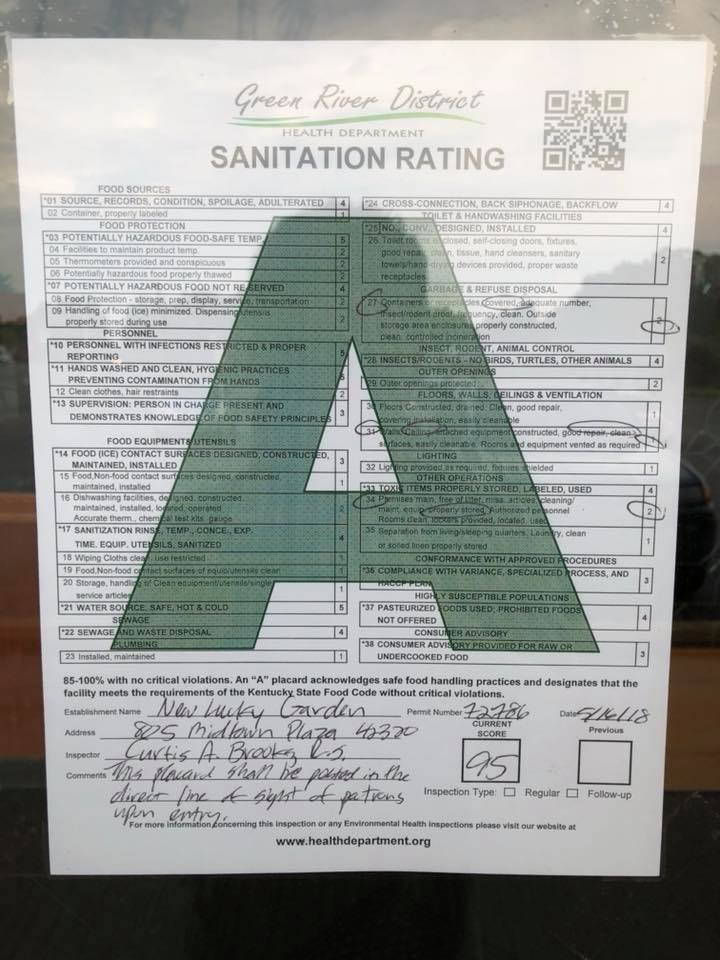 Green River District
HEALTH DEPARTMENT
SANITATION RATING
FOOD SOURCES
*01 SOURCE, RECORDS, CONDITION, SPOILAGE, ADULTERATED 4
02 Container, properly labeled 1
FOOD PROTECTION
*03 POTENTIALLY HAZARDOUS FOOD-SAFE TEMP. 5
04 Facilities to maintain product temp. 2
05 Thermometers provided and conspicuous 2
06 Potentially hazardous food properly thawed 2
*07 POTENTIALLY HAZARDOUS FOOD NOT RE-SERVED 4
08 Food Protection - storage, prep, display, service, transportation 2
09 Handling of food (ice) minimized. Dispensing utensils
properly stored during use 2
PERSONNEL
*10 PERSONNEL WITH INFECTIONS RESTRICTED & PROPER
REPORTING 5
*11 HANDS WASHED AND CLEAN, HYGIENIC PRACTICES
PREVENTING CONTAMINATION FROM HANDS
12 Clean clothes, hair restraints 2
*13 SUPERVISION: PERSON IN CHARGE PRESENT AND
DEMONSTRATES KNOWLEDGE OF FOOD SAFETY PRINCIPLES 3
FOOD EQUIPMENT& UTENSILS
*14 FOOD (ICE) CONTACT SURFACES DESIGNED, CONSTRUCTED,
MAINTAINED, INSTALLED 3
15 Food,Non-food contact surfaces designed, constructed,
maintained, installed 1
16 Dishwashing facilities, designed, constructed,
maintained, installed, located, operated
Accurate therm., chemical test kits, gauge 2
*17 SANITIZATION RINSE, TEMP., CONCE., EXP.
TIME, EQUIP, UTENSILS, SANITIZED 4
18 Wiping Cloths clean, use restricted 1
19 Food,Non-food contact surfaces of equip/utensils clean
20 Storage, handling of Clean equipment/utensils/single
service articles 1
*21 WATER SOURCE, SAFE, HOT & COLD 5
SEWAGE
*22 SEWAGE AND WASTE DISPOSAL 4
PLUMBING
23 Installed, maintained 1
*24 CROSS-CONNECTION, BACK SIPHONAGE, BACKFLOW 4
TOILET & HANDWASHING FACILITIES
*25 NO., CONV., DESIGNED, INSTALLED 4
26 Toilet rooms enclosed, self-closing doors, fixtures,
good repair, clean, tissue, hand cleansers, sanitary
towels/hand-drying devices provided, proper waste
receptacles 2
GARBAGE & REFUSE DISPOSAL
27 Containers or receptacles, covered, adequate number,
insect/rodent proof, frequency, clean. Outside
storage area enclosures properly constructed,
clean, controlled incineration 2
INSECT, RODENT, ANIMAL CONTROL
*28 INSECTS/RODENTS - NO BIRDS, TURTLES, OTHER ANIMALS 4
OUTER OPENINGS
29 Outer openings protected 2
FLOORS, WALLS, CEILINGS & VENTILATION
30 Floors Constructed, drained. Clean, good repair,
covering installation, easily cleanable 1
31 Walls, Ceiling, attached equipment constructed, good repair, clean
surfaces, easily cleanable. Rooms and equipment vented as required 1
LIGHTING
32 Lighting provided as required, fixtures shielded 1
OTHER OPERATIONS
*33 TOXIC ITEMS PROPERLY STORED, LABELED, USED 4
34 Premises main, free of litter, misc. articles, cleaning/
maint. equip. properly stored. Authorized personnel
Rooms clean, lockers provided, located, used 2
35 Separation from living/sleeping quarters, Laundry, clean
or soiled linen properly stored 1
CONFORMANCE WITH APPROVED PROCEDURES
*36 COMPLIANCE WITH VARIANCE, SPECIALIZED PROCESS, AND
HACCP PLAN 3
HIGHLY SUSCEPTIBLE POPULATIONS
*37 PASTEURIZED FOODS USED; PROHIBITED FOODS
NOT OFFERED 4
CONSUMER ADVISORY
*38 CONSUMER ADVISORY PROVIDED FOR RAW OR
UNDERCOOKED FOOD 3
A
85-100% with no critical violations. An "A" placard acknowledges safe food handling practices and designates that the
facility meets the requirements of the Kentucky State Food Code without critical violations.
Establishment Name New Lucky Garden Permit Number 72786 Date 5/16/18
Address 825 Midtown Plaza 42320
Inspector Curtis A. Brooks, R.S.
CURRENT SCORE 95 Previous
Comments This placard shall be posted in the
direct line of sight of patrons
upon entry.
Inspection Type: Regular Follow-up
For more information concerning this inspection or any Environmental Health inspections please visit our website at
www.healthdepartment.org